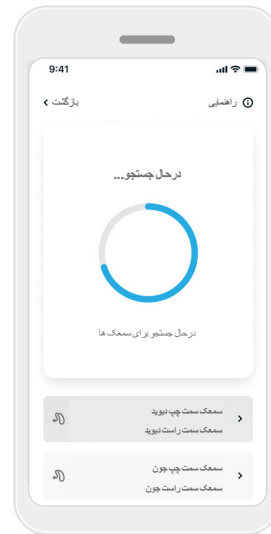 9:41
راهنمایی
بازگشت
درحال جستجو...
درحال جستجو برای سمعک ها
سمعک سمت چپ دیوید
سمعک سمت راست دیوید
سمعک سمت چپ جون
سمعک سمت راست جون